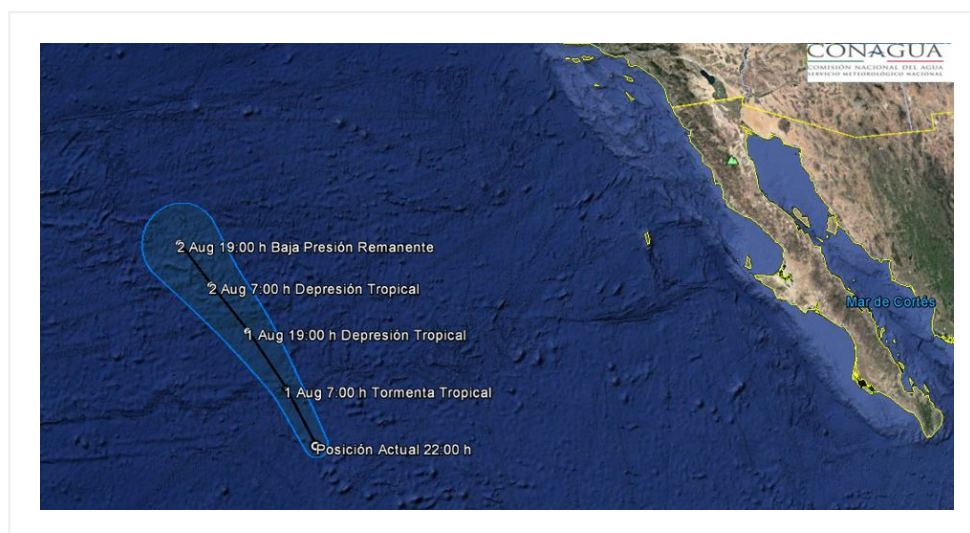 CONAGUA
COMISIÓN NACIONAL DEL AGUA
SERVICIO METEOROLÓGICO NACIONAL
2 Aug 19:00 h Baja Presión Remanente
2 Aug 7:00 h Depresión Tropical
Mar de Cortés
1 Aug 19:00 h Depresión Tropical
1 Aug 7:00 h Tormenta Tropical
Posición Actual 22:00 h